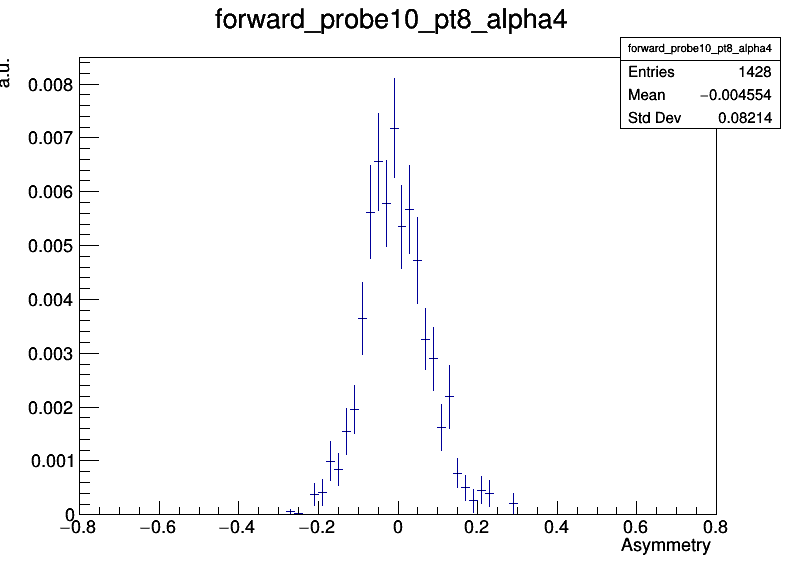 forward_probe10_pt8_alpha4
a.u.
forward_probe10_pt8_alpha4
Entries 1428
Mean −0.004554
Std Dev 0.08214
0.008
0.007
0.006
0.005
0.004
0.003
0.002
0.001
0
−0.8 −0.6 −0.4 −0.2 0 0.2 0.4 0.6 0.8
Asymmetry